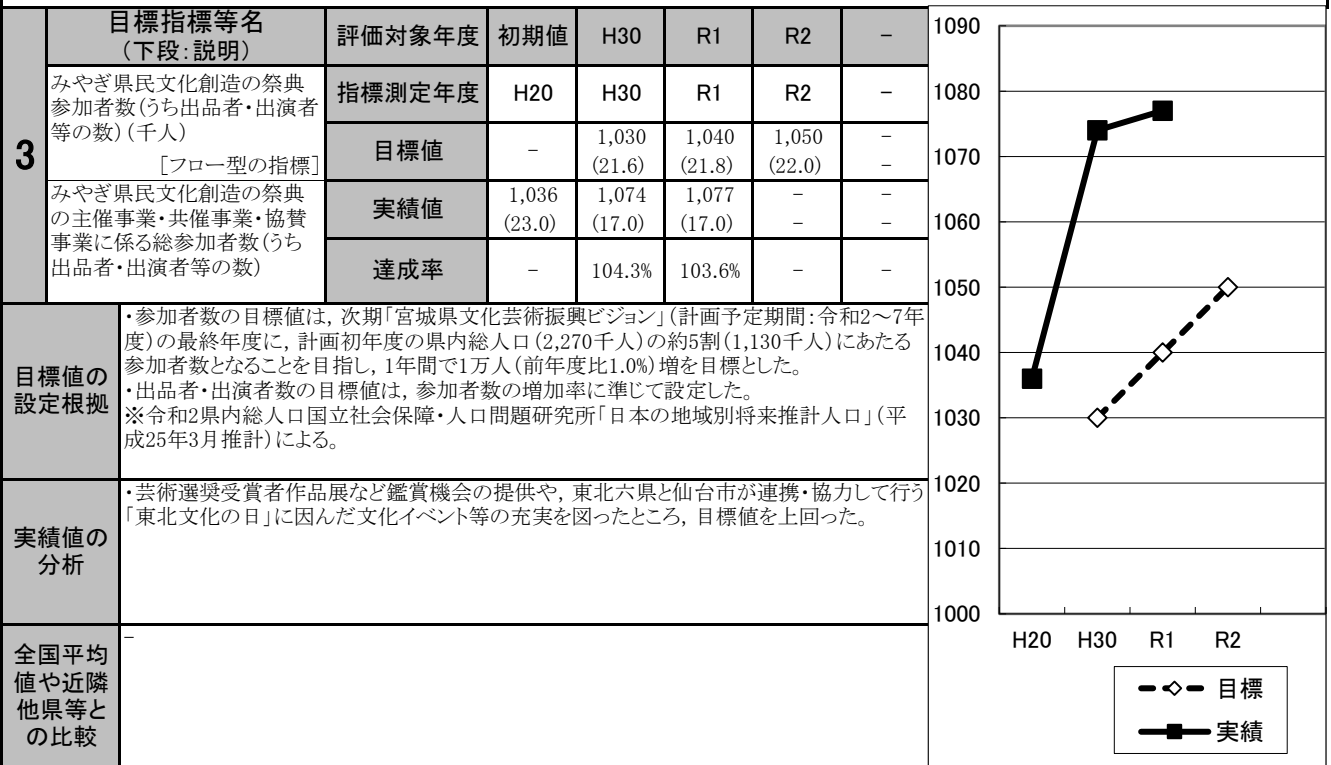 3
目標指標等名
(下段:説明)
評価対象年度 初期値 H30 R1 R2 -
みやぎ県民文化創造の祭典
参加者数(うち出品者・出演者
等の数)(千人)
[フロー型の指標]
指標測定年度 H20 H30 R1 R2 -
目標値 - 1,030 1,040 1,050 -
(21.6) (21.8) (22.0) -
みやぎ県民文化創造の祭典
の主催事業・共催事業・協賛
事業に係る総参加者数(うち
出品者・出演者等の数)
実績値 1,036 1,074 1,077 - -
(23.0) (17.0) (17.0) - -
達成率 - 104.3% 103.6% - -
目標値の
設定根拠
・参加者数の目標値は，次期「宮城県文化芸術振興ビジョン」(計画予定期間:令和2～7年
度)の最終年度に，計画初年度の県内総人口(2,270千人)の約5割(1,130千人)にあたる
参加者数となることを目指し，1年間で1万人(前年度比1.0%)増を目標とした。
・出品者・出演者数の目標値は，参加者数の増加率に準じて設定した。
※令和2県内総人口国立社会保障・人口問題研究所「日本の地域別将来推計人口」(平
成25年3月推計)による。
実績値の
分析
・芸術選奨受賞者作品展など鑑賞機会の提供や，東北六県と仙台市が連携・協力して行う
「東北文化の日」に因んだ文化イベント等の充実を図ったところ，目標値を上回った。
全国平均
値や近隣
他県等と
の比較
-
1090
1080
1070
1060
1050
1040
1030
1020
1010
1000
H20 H30 R1 R2
目標
実績